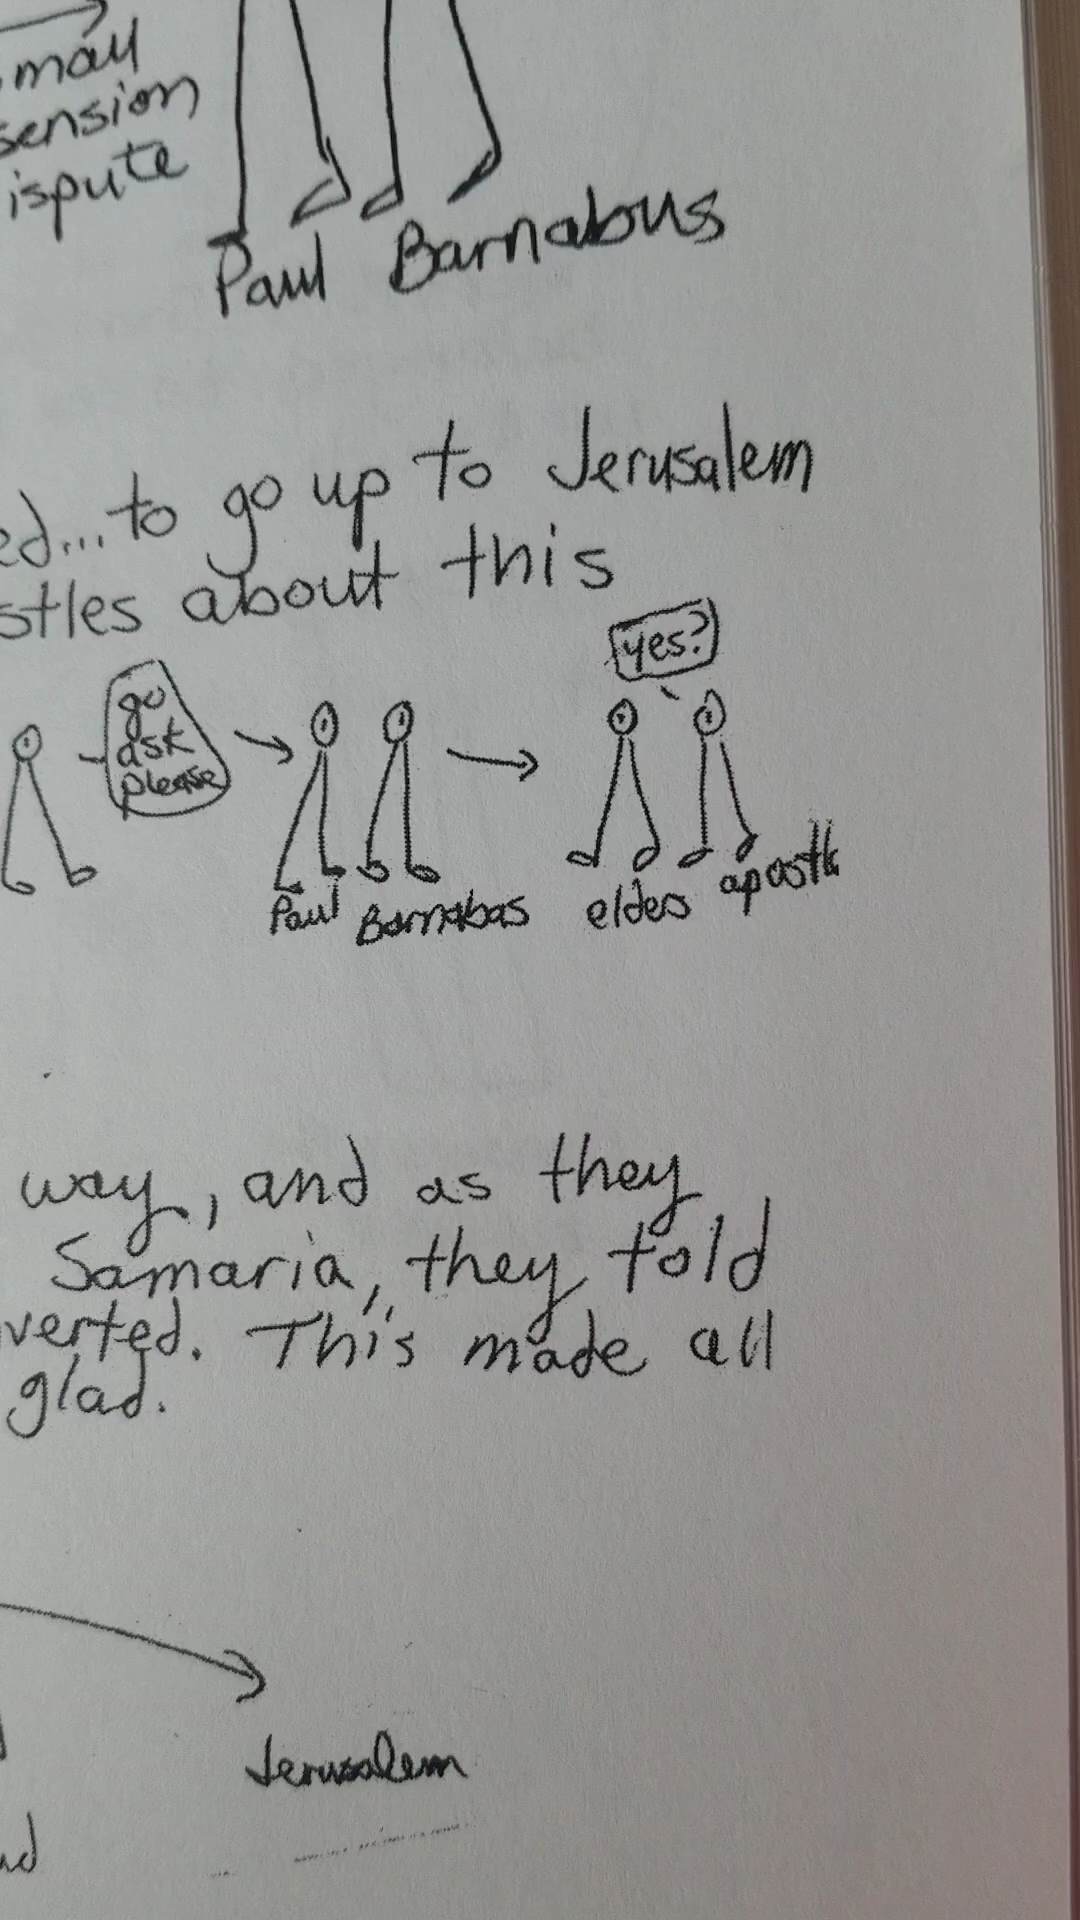 may
sension
ispute
Paul Barnabus
ed... to go up to Jerusalem
stles about this
yes?
go
ask
please
Paul Barnabas elders apostle
way, and as they
Samaria, they told
verted. This made all
glad.
Jerusalem